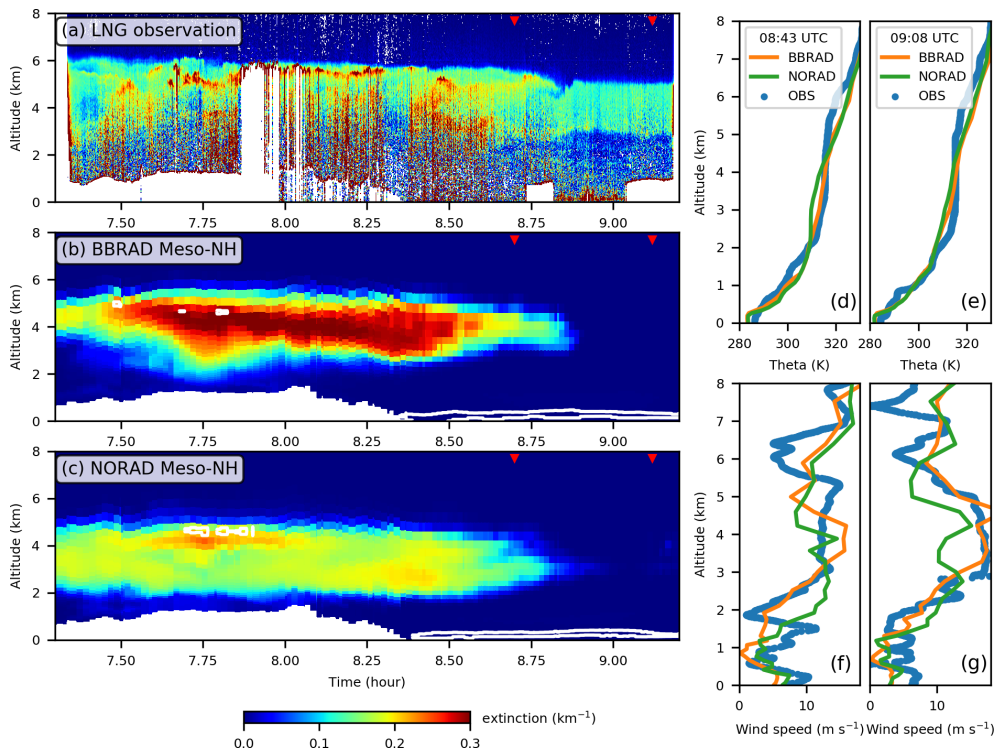 (a) LNG observation
Altitude (km)
8
6
4
2
0
7.50
7.75
8.00
8.25
8.50
8.75
9.00
(b) BBRAD Meso-NH
Altitude (km)
8
6
4
2
0
7.50
7.75
8.00
8.25
8.50
8.75
9.00
(c) NORAD Meso-NH
Altitude (km)
8
6
4
2
0
7.50
7.75
8.00
8.25
8.50
8.75
9.00
Time (hour)
extinction (km⁻¹)
0.0
0.1
0.2
0.3
08:43 UTC
BBRAD
NORAD
OBS
Altitude (km)
8
7
6
5
4
3
2
1
0
(d)
280
300
320
Theta (K)
09:08 UTC
BBRAD
NORAD
OBS
(e)
280
300
320
Theta (K)
Altitude (km)
8
7
6
5
4
3
2
1
0
(f)
0
10
Wind speed (m s⁻¹)
(g)
0
10
Wind speed (m s⁻¹)